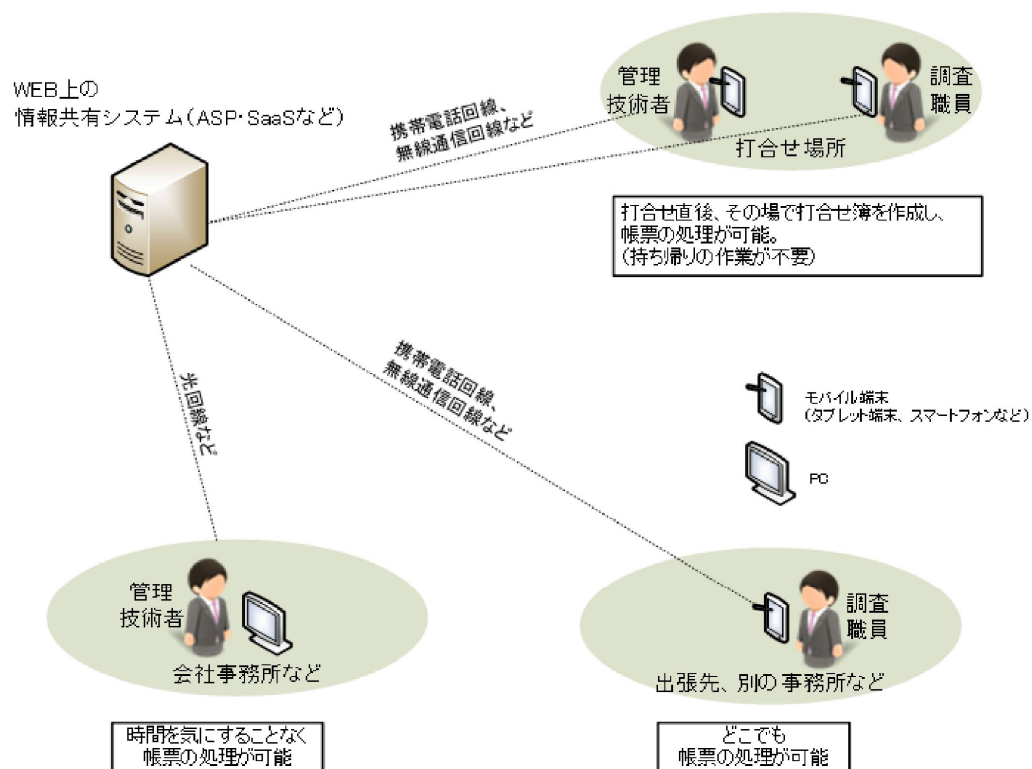 WEB上の
情報共有システム(ASP・SaaSなど)
携帯電話回線、
無線通信回線など
管理
技術者
調査
職員
打合せ場所
打合せ直後、その場で打合せ簿を作成し、
帳票の処理が可能。
(持ち帰りの作業が不要)
携帯電話回線、
無線通信回線など
光回線など
モバイル端末
(タブレット端末、スマートフォンなど)
PC
管理
技術者
会社事務所など
調査
職員
出張先、別の事務所など
時間を気にすることなく
帳票の処理が可能
どこでも
帳票の処理が可能